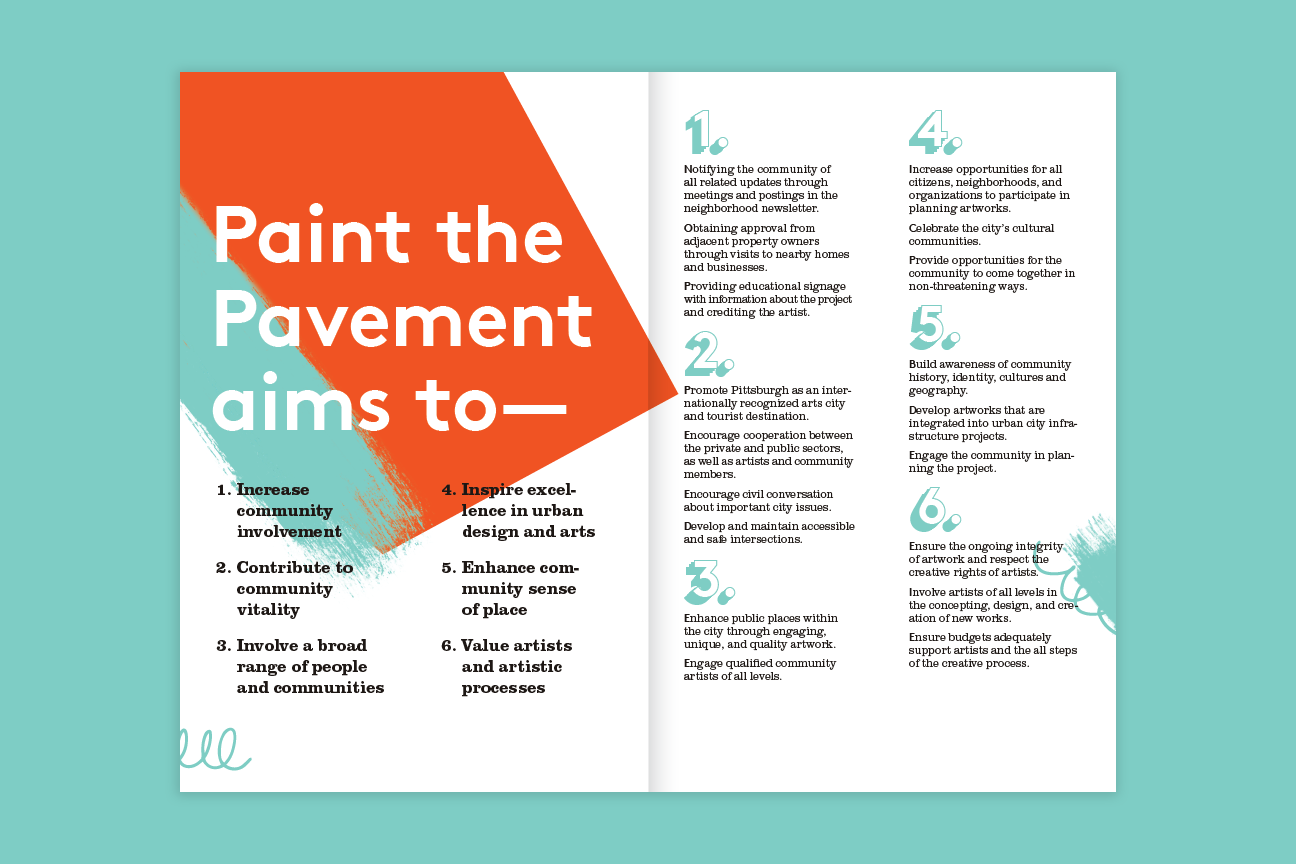 Paint the
Pavement
aims to—
1. Increase
community
involvement
2. Contribute to
community
vitality
3. Involve a broad
range of people
and communities
4. Inspire excel-
lence in urban
design and arts
5. Enhance com-
munity sense
of place
6. Value artists
and artistic
processes
1.
Notifying the community of
all related updates through
meetings and postings in the
neighborhood newsletter.
Obtaining approval from
adjacent property owners
through visits to nearby homes
and businesses.
Providing educational signage
with information about the project
and crediting the artist.
2.
Promote Pittsburgh as an inter-
nationally recognized arts city
and tourist destination.
Encourage cooperation between
the private and public sectors,
as well as artists and community
members.
Encourage civil conversation
about important city issues.
Develop and maintain accessible
and safe intersections.
3.
Enhance public places within
the city through engaging,
unique, and quality artwork.
Engage qualified community
artists of all levels.
4.
Increase opportunities for all
citizens, neighborhoods, and
organizations to participate in
planning artworks.
Celebrate the city's cultural
communities.
Provide opportunities for the
community to come together in
non-threatening ways.
5.
Build awareness of community
history, identity, cultures and
geography.
Develop artworks that are
integrated into urban city infra-
structure projects.
Engage the community in plan-
ning the project.
6.
Ensure the ongoing integrity
of artwork and respect the
creative rights of artists.
Involve artists of all levels in
the concepting, design, and cre-
ation of new works.
Ensure budgets adequately
support artists and the all steps
of the creative process.